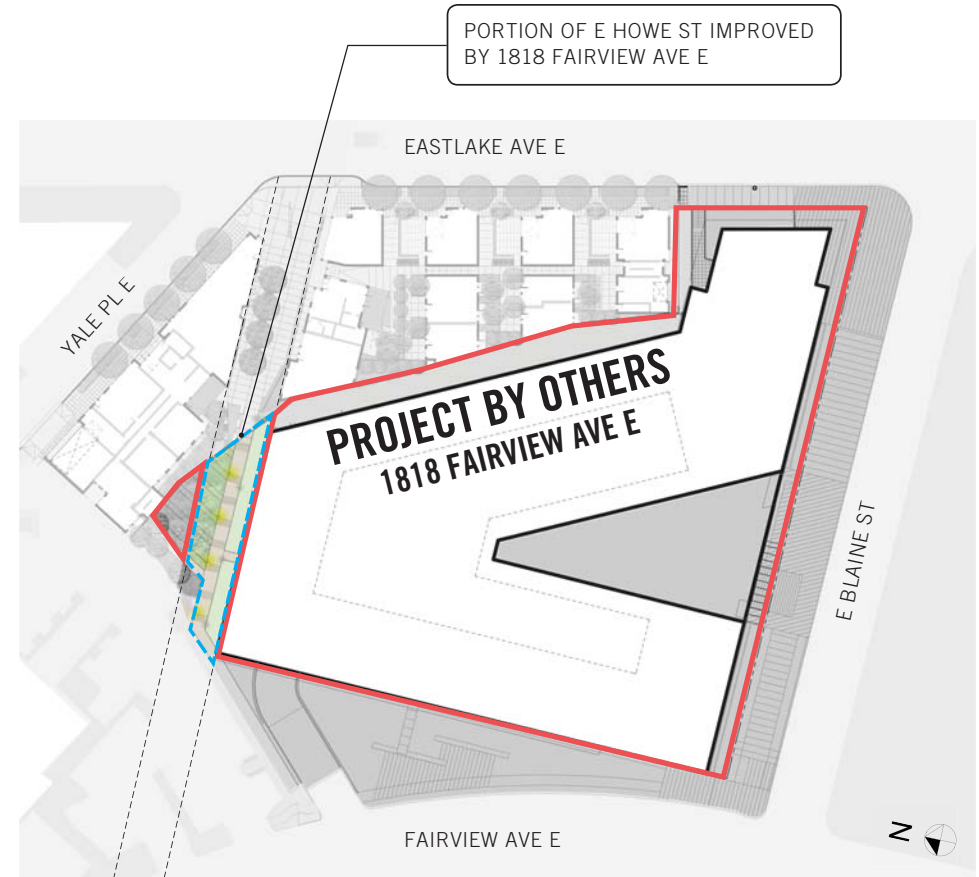 PORTION OF E HOWE ST IMPROVED
BY 1818 FAIRVIEW AVE E
EASTLAKE AVE E
YALE PL E
PROJECT BY OTHERS
1818 FAIRVIEW AVE E
E BLAINE ST
FAIRVIEW AVE E
N